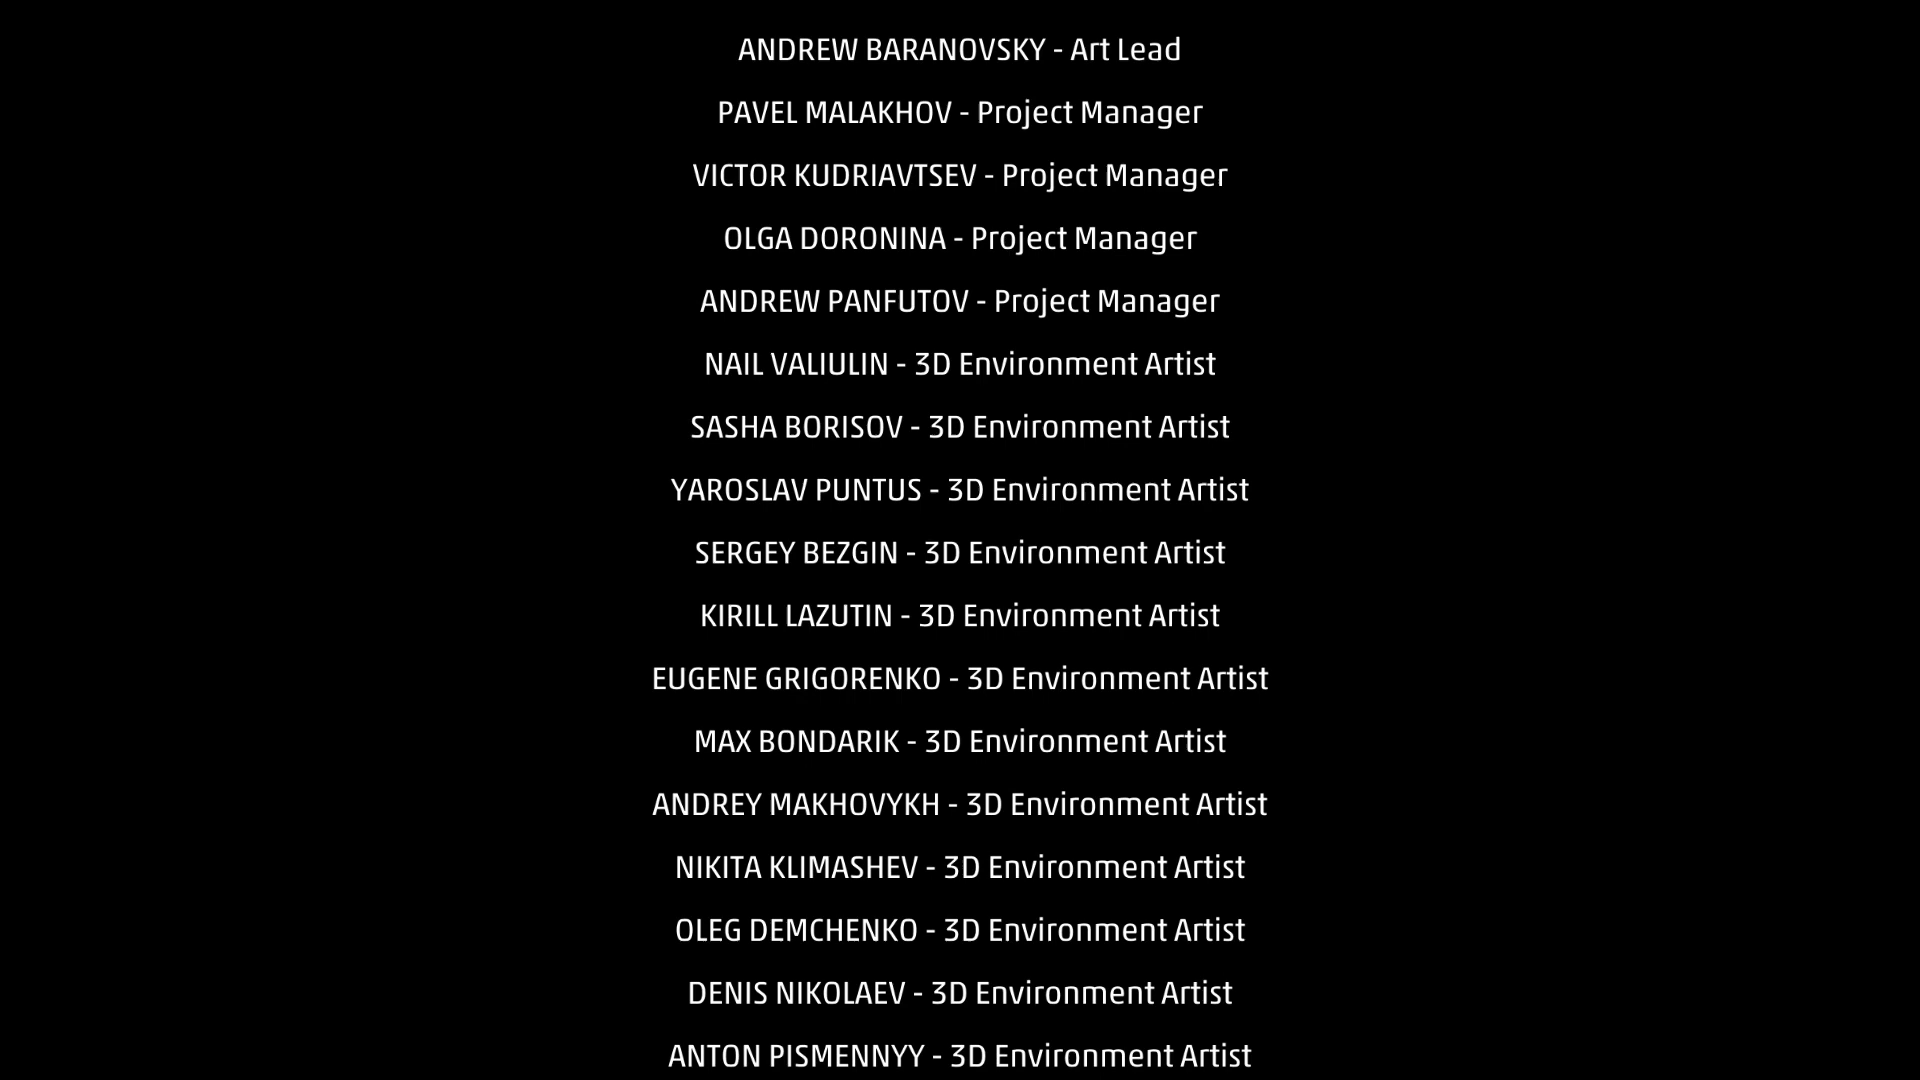 ANDREW BARANOVSKY - Art Lead
PAVEL MALAKHOV - Project Manager
VICTOR KUDRIAVTSEV - Project Manager
OLGA DORONINA - Project Manager
ANDREW PANFUTOV - Project Manager
NAIL VALIULIN - 3D Environment Artist
SASHA BORISOV - 3D Environment Artist
YAROSLAV PUNTUS - 3D Environment Artist
SERGEY BEZGIN - 3D Environment Artist
KIRILL LAZUTIN - 3D Environment Artist
EUGENE GRIGORENKO - 3D Environment Artist
MAX BONDARIK - 3D Environment Artist
ANDREY MAKHOVYKH - 3D Environment Artist
NIKITA KLIMASHEV - 3D Environment Artist
OLEG DEMCHENKO - 3D Environment Artist
DENIS NIKOLAEV - 3D Environment Artist
ANTON PISMENNYY - 3D Environment Artist